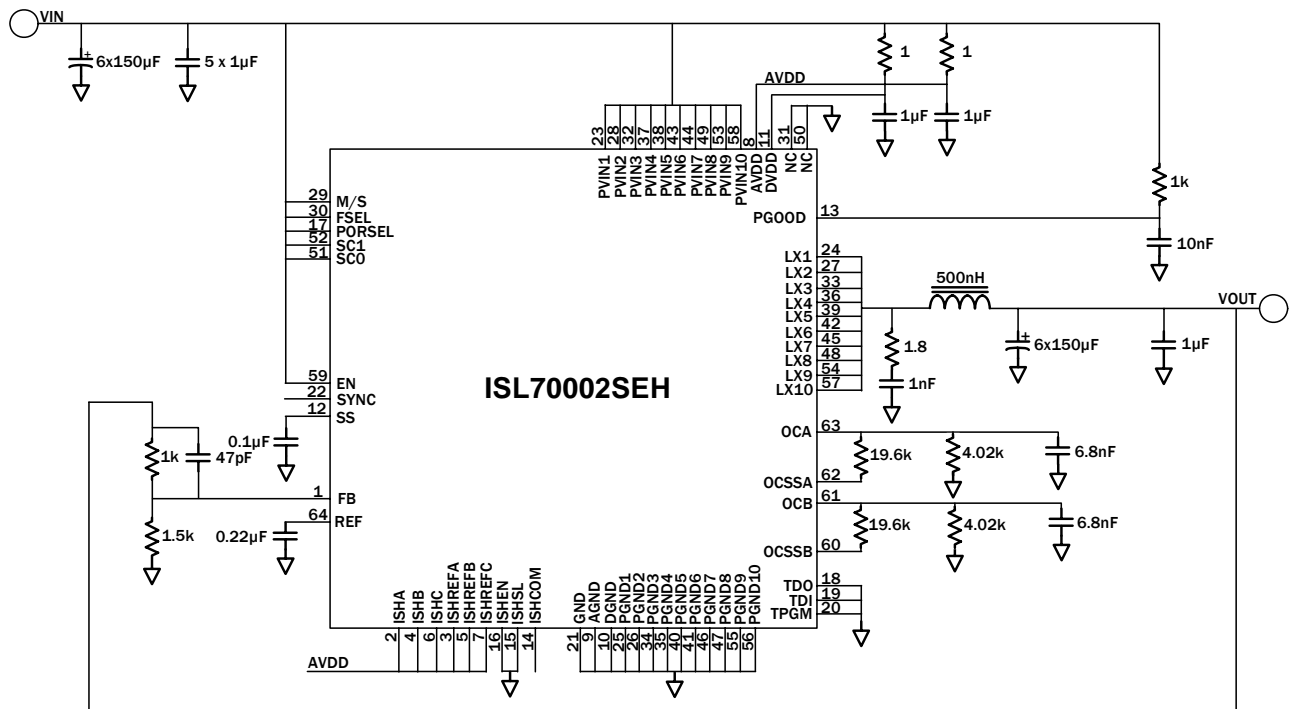 VIN
6x150µF
5 x 1µF
1
1
AVDD
1µF
1µF
23
28
32
37
38
43
44
49
53
58
8
11
31
50
PVIN1
PVIN2
PVIN3
PVIN4
PVIN5
PVIN6
PVIN7
PVIN8
PVIN9
PVIN10
AVDD
DVDD
NC
NC
29
M/S
30
FSEL
17
PORSEL
52
SC1
51
SC0
1k
PGOOD
13
10nF
LX1
24
LX2
27
LX3
33
LX4
36
LX5
39
LX6
42
LX7
45
LX8
48
LX9
54
LX10
57
500nH
VOUT
1.8
1nF
6x150µF
1µF
59
EN
22
SYNC
12
SS
ISL70002SEH
0.1µF
1k
47pF
1
FB
64
REF
1.5k
0.22µF
OCA
63
19.6k
4.02k
6.8nF
OCSSA
62
OCB
61
19.6k
4.02k
6.8nF
OCSSB
60
TDO
18
TDI
19
TPGM
20
ISHA
ISHB
ISHC
ISHREFA
ISHREFB
ISHREFC
ISHEN
ISHSL
ISHCOM
GND
AGND
DGND
PGND1
PGND2
PGND3
PGND4
PGND5
PGND6
PGND7
PGND8
PGND9
PGND10
2
4
6
3
5
7
16
15
14
21
9
10
25
26
34
35
40
41
46
47
55
56
AVDD